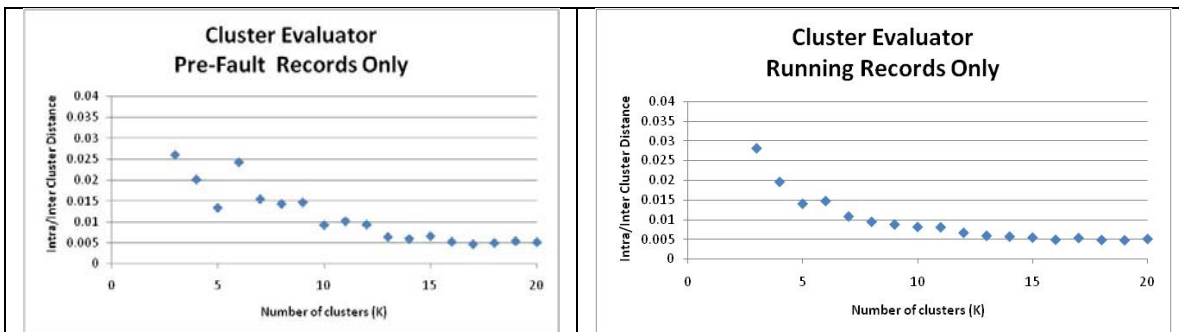 Cluster Evaluator
Pre-Fault Records Only
Intra/Inter Cluster Distance
0.04
0.035
0.03
0.025
0.02
0.015
0.01
0.005
0
0 5 10 15 20
Number of clusters (K)
Cluster Evaluator
Running Records Only
Intra/Inter Cluster Distance
0.04
0.035
0.03
0.025
0.02
0.015
0.01
0.005
0
0 5 10 15 20
Number of clusters (K)